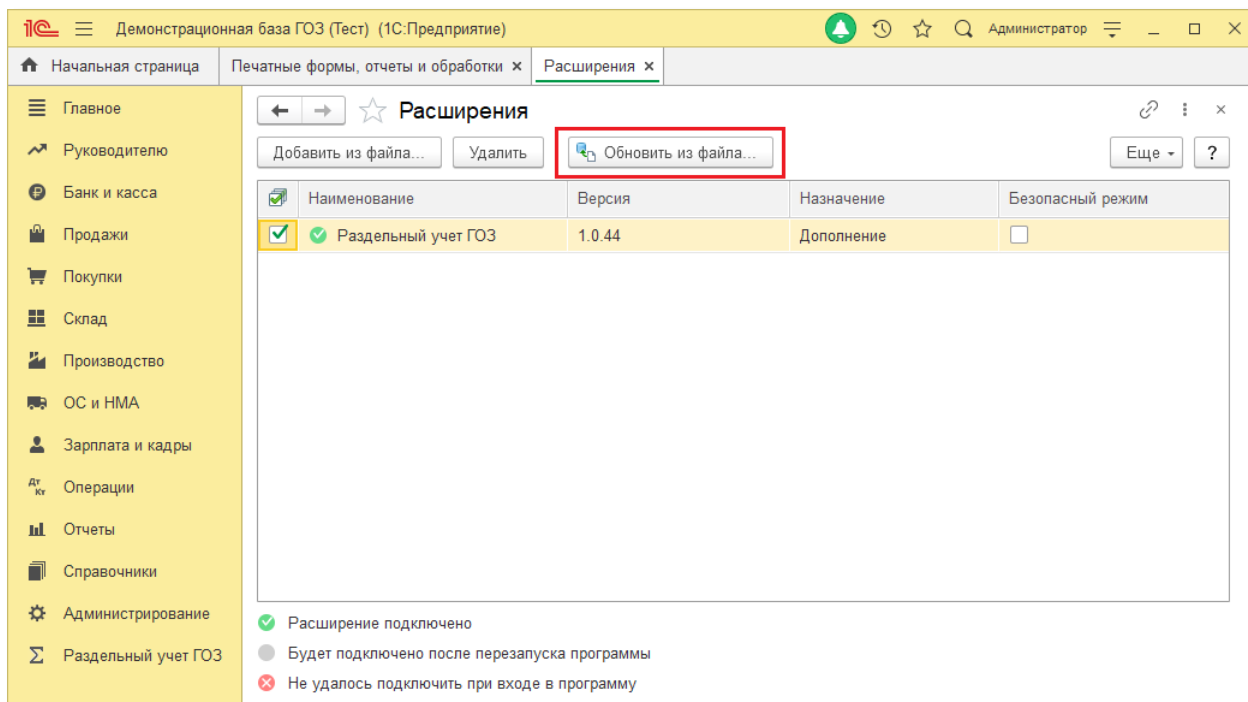 1С Демонстрационная база ГОЗ (Тест) (1С:Предприятие) Администратор
Начальная страница Печатные формы, отчеты и обработки × Расширения ×
Главное
Руководителю
Банк и касса
Продажи
Покупки
Склад
Производство
ОС и НМА
Зарплата и кадры
Дт Кт Операции
Отчеты
Справочники
Администрирование
Σ Раздельный учет ГОЗ
Расширения
Добавить из файла... Удалить Обновить из файла... Еще ?
Наименование Версия Назначение Безопасный режим
Раздельный учет ГОЗ 1.0.44 Дополнение
Расширение подключено
Будет подключено после перезапуска программы
Не удалось подключить при входе в программу